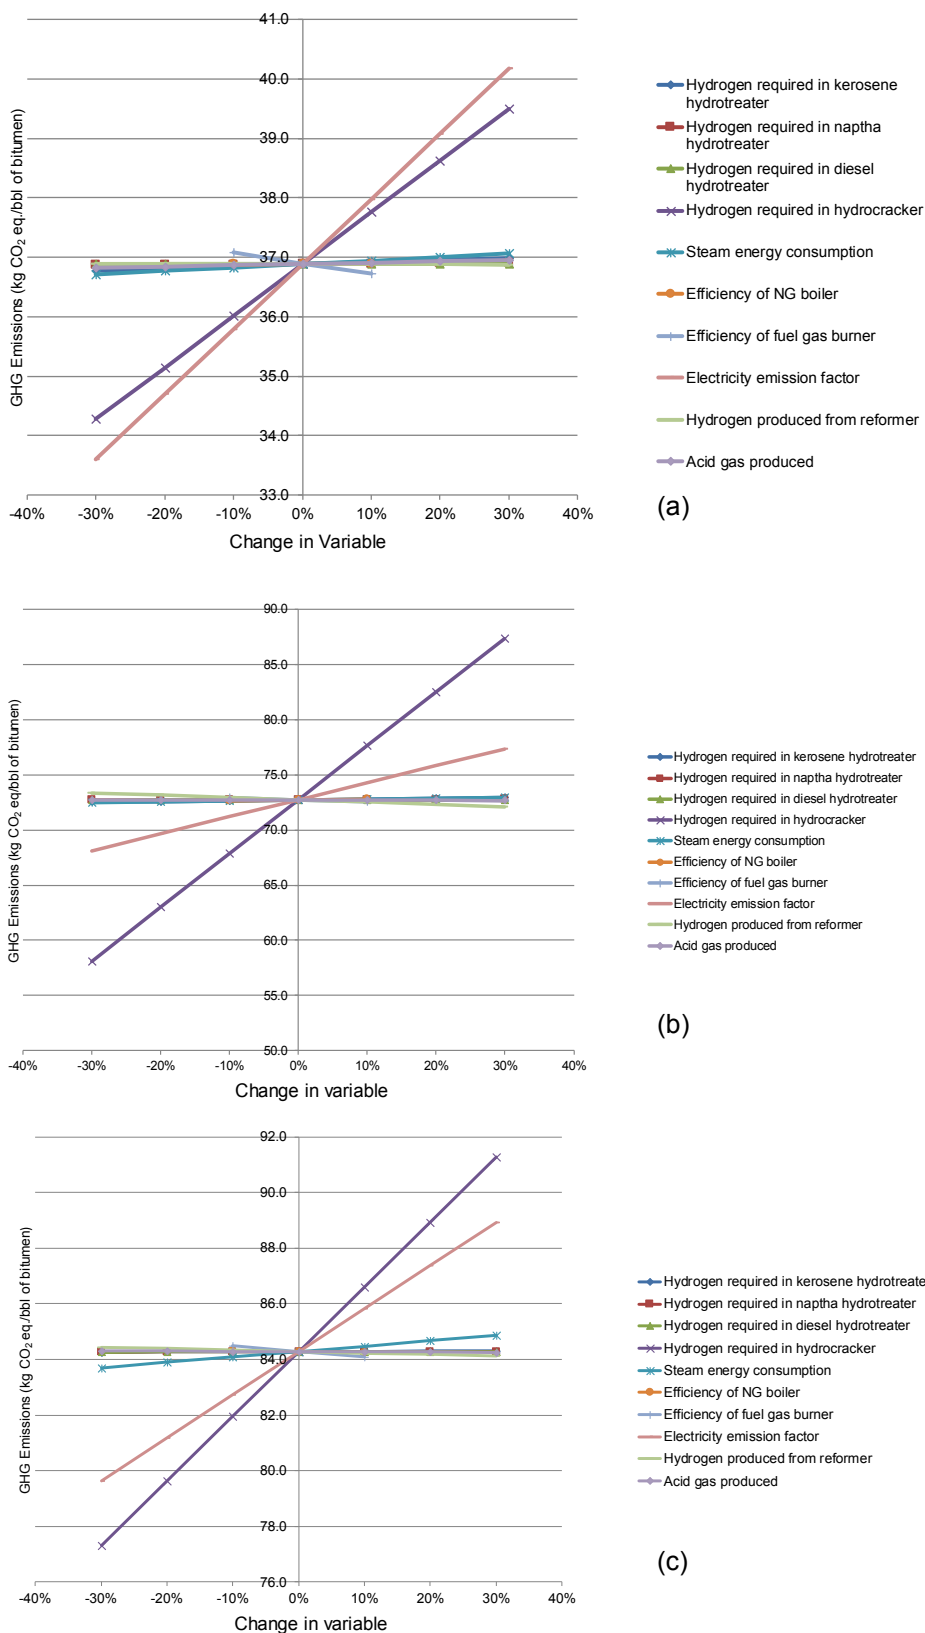 41.0
40.0
39.0
38.0
37.0
36.0
35.0
34.0
33.0
GHG Emissions (kg CO2 eq./bbl of bitumen)
-40% -30% -20% -10% 0% 10% 20% 30% 40%
Change in Variable
Hydrogen required in kerosene
hydrotreater
Hydrogen required in naptha
hydrotreater
Hydrogen required in diesel
hydrotreater
Hydrogen required in hydrocracker
Steam energy consumption
Efficiency of NG boiler
Efficiency of fuel gas burner
Electricity emission factor
Hydrogen produced from reformer
Acid gas produced
(a)
90.0
85.0
80.0
75.0
70.0
65.0
60.0
55.0
50.0
GHG Emissions (kg CO2 eq/bbl of bitumen)
-40% -30% -20% -10% 0% 10% 20% 30% 40%
Change in variable
Hydrogen required in kerosene hydrotreater
Hydrogen required in naptha hydrotreater
Hydrogen required in diesel hydrotreater
Hydrogen required in hydrocracker
Steam energy consumption
Efficiency of NG boiler
Efficiency of fuel gas burner
Electricity emission factor
Hydrogen produced from reformer
Acid gas produced
(b)
92.0
90.0
88.0
86.0
84.0
82.0
80.0
78.0
76.0
GHG Emissions (kg CO2 eq./bbl of bitumen)
-40% -30% -20% -10% 0% 10% 20% 30% 40%
Change in variable
Hydrogen required in kerosene hydrotreate
Hydrogen required in naptha hydrotreater
Hydrogen required in diesel hydrotreater
Hydrogen required in hydrocracker
Steam energy consumption
Efficiency of NG boiler
Efficiency of fuel gas burner
Electricity emission factor
Hydrogen produced from reformer
Acid gas produced
(c)